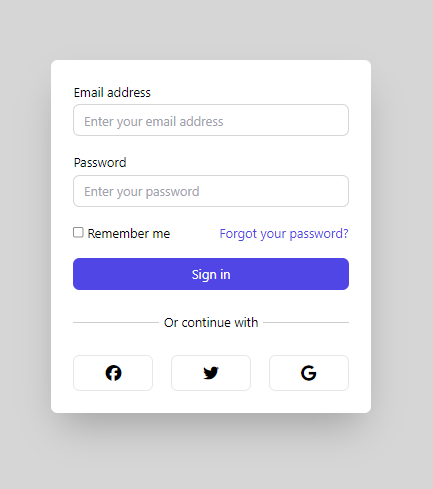 Email address
Enter your email address
Password
Enter your password
Remember me Forgot your password?
Sign in
Or continue with